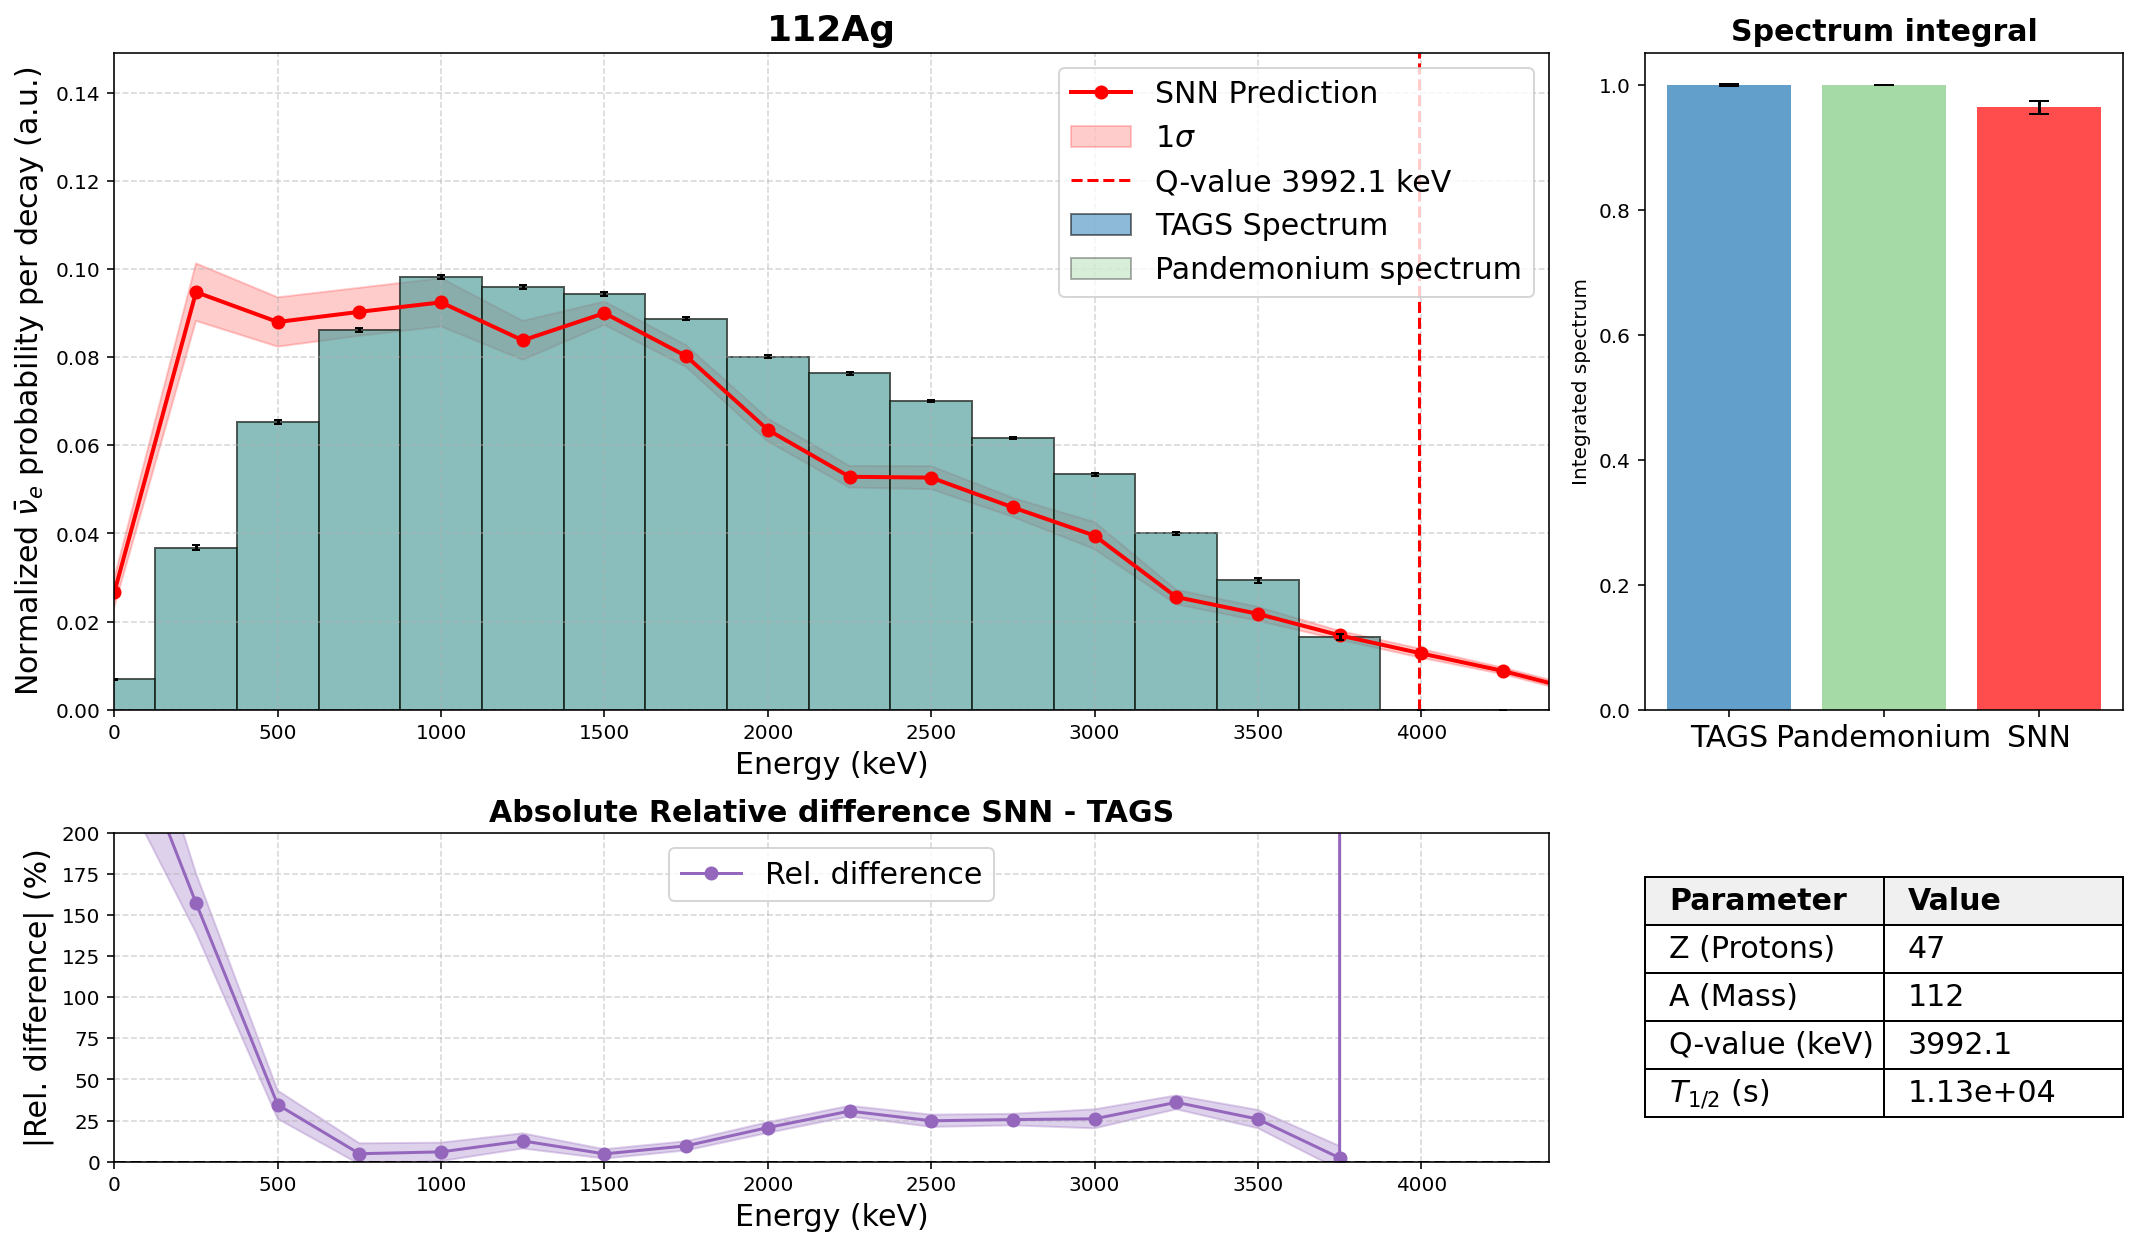 112Ag
Normalized ν̄e probability per decay (a.u.)
0.14
0.12
0.10
0.08
0.06
0.04
0.02
0.00
SNN Prediction
1σ
Q-value 3992.1 keV
TAGS Spectrum
Pandemonium spectrum
0 500 1000 1500 2000 2500 3000 3500 4000
Energy (keV)
Spectrum integral
Integrated spectrum
1.0
0.8
0.6
0.4
0.2
0.0
TAGS Pandemonium SNN
Absolute Relative difference SNN - TAGS
|Rel. difference| (%)
200
175
150
125
100
75
50
25
0
Rel. difference
0 500 1000 1500 2000 2500 3000 3500 4000
Energy (keV)
Parameter Value
Z (Protons) 47
A (Mass) 112
Q-value (keV) 3992.1
T1/2 (s) 1.13e+04